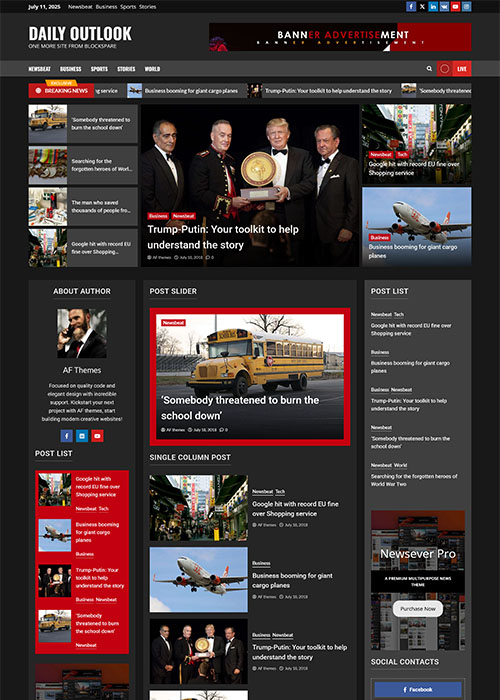 July 11, 2025 Newsbeat Business Sports Stories
DAILY OUTLOOK
ONE MORE SITE FROM BLOCKSPARE
BANNER ADVERTISEMENT
BANNER ADVERTISEMENT
NEWSBEAT BUSINESS SPORTS STORIES WORLD
LIVE
EXCLUSIVE
BREAKING NEWS
g service
Business booming for giant cargo planes
Trump-Putin: Your toolkit to help understand the story
'Somebody threatened
'Somebody threatened to
burn the school down'
Searching for the
forgotten heroes of Worl...
The man who saved
thousands of people fro...
Google hit with record EU
fine over Shopping...
Business Newsbeat
Trump-Putin: Your toolkit to help
understand the story
AF themes July 18, 2018 0
Newsbeat Tech
Google hit with record EU fine over
Shopping service
Business
Business booming for giant cargo
planes
ABOUT AUTHOR
AF Themes
Focused on quality code and
elegant design with incredible
support. Kickstart your next
project with AF themes, start
building modern creative websites!
POST LIST
Google hit with
record EU fine over
Shopping service
Newsbeat Tech
Business booming
for giant cargo
planes
Business
Trump-Putin: Your
toolkit to help
understand the story
Business Newsbeat
'Somebody
threatened to burn
the school down'
Newsbeat
POST SLIDER
Newsbeat
'Somebody threatened to burn the
school down'
AF themes July 18, 2018 0
SINGLE COLUMN POST
Newsbeat Tech
Google hit with record EU fine
over Shopping service
AF themes July 18, 2018
Business
Business booming for giant
cargo planes
AF themes July 18, 2018
Business Newsbeat
Trump-Putin: Your toolkit to
help understand the story
AF themes July 18, 2018
POST LIST
Newsbeat Tech
Google hit with record EU fine over
Shopping service
Business
Business booming for giant cargo
planes
Business Newsbeat
Trump-Putin: Your toolkit to help
understand the story
Newsbeat
'Somebody threatened to burn the
school down'
Newsbeat World
Searching for the forgotten heroes of
World War Two
Newsever Pro
A PREMIUM MULTIPURPOSE NEWS
THEME
Purchase Now
SOCIAL CONTACTS
Facebook